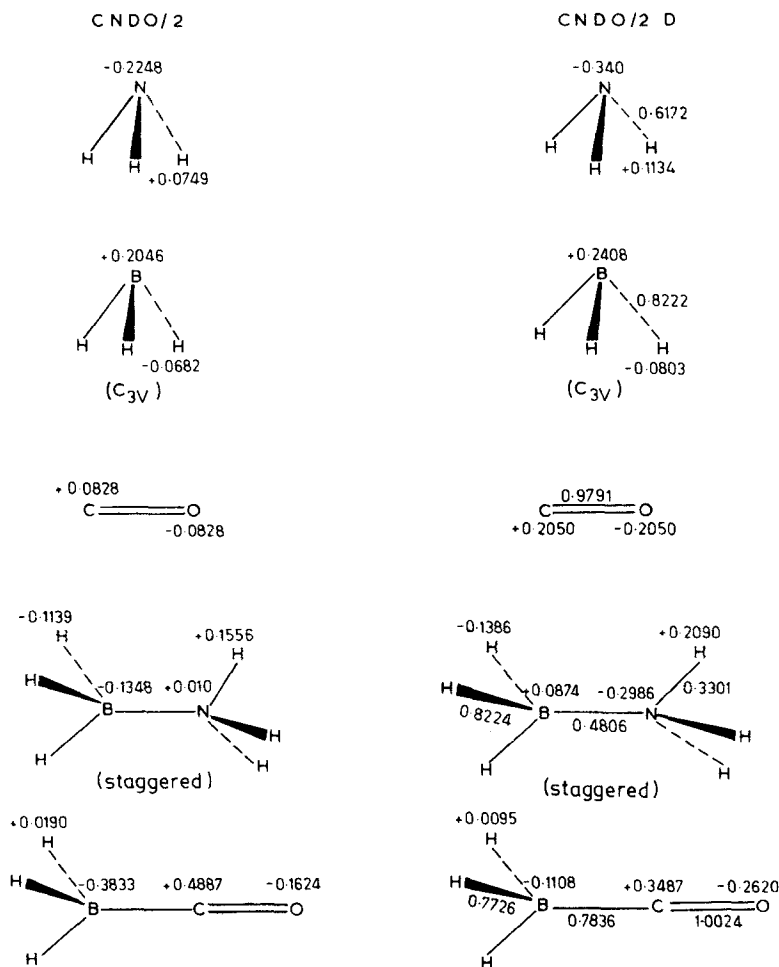 CNDO/2 CNDO/2 D
-0·2248 -0·340
N N
0·6172
H H H H H H
+0·0749 +0·1134
+0·2046 +0·2408
B B
0·8222
H H H H H H
-0·0682 -0·0803
(C3V) (C3V)
+0·0828 0·9791
C O C O
-0·0828 +0·2050 -0·2050
-0·1139 +0·1556 -0·1386 +0·2090
H H H H
H -0·1348 +0·010 H +0·0874 -0·2986 0·3301
B N H B N H
0·8224 0·4806
H H H H
(staggered) (staggered)
+0·0190 +0·0095
H H
H -0·3833 +0·4887 -0·1624 H -0·1108 +0·3487 -0·2620
B C O B C O
0·7726 0·7836 1·0024
H H